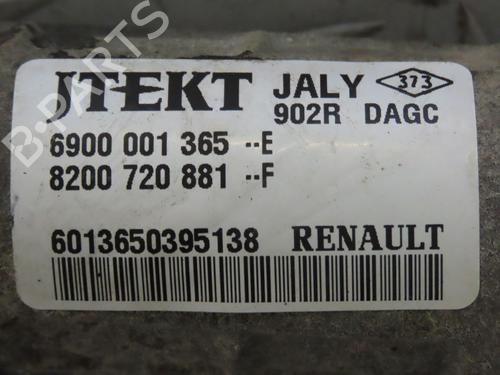 JTEKT JALY 373
902R DAGC
6900 001 365 --E
8200 720 881 --F
6013650395138 RENAULT
B-PARTS